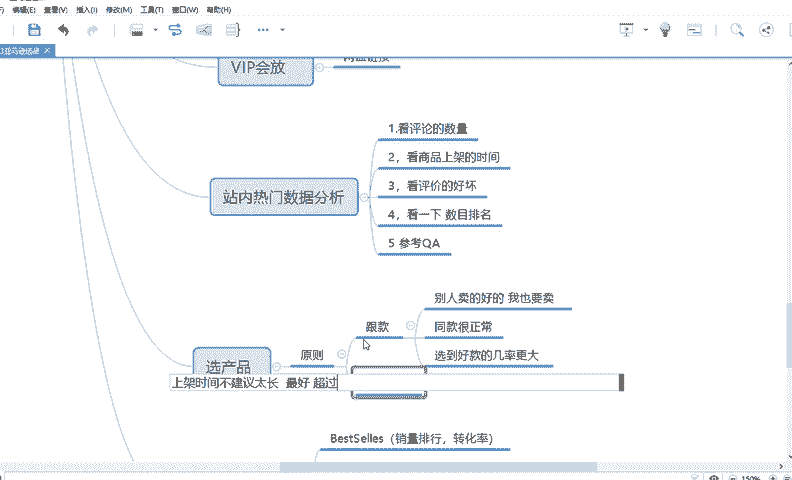 编辑(E) 查看(V) 插入(I) 修改(M) 工具(T) 窗口(W) 帮助(H)
VIP会放
站内热门数据分析
1.看评论的数量
2，看商品上架的时间
3，看评价的好坏
4，看一下 数目排名
5 参考QA
选产品
原则
跟款
别人卖的好的 我也要卖
同款很正常
选到好款的几率更大
上架时间不建议太长 最好 超过
BestSelles（销量排行，转化率）
150%